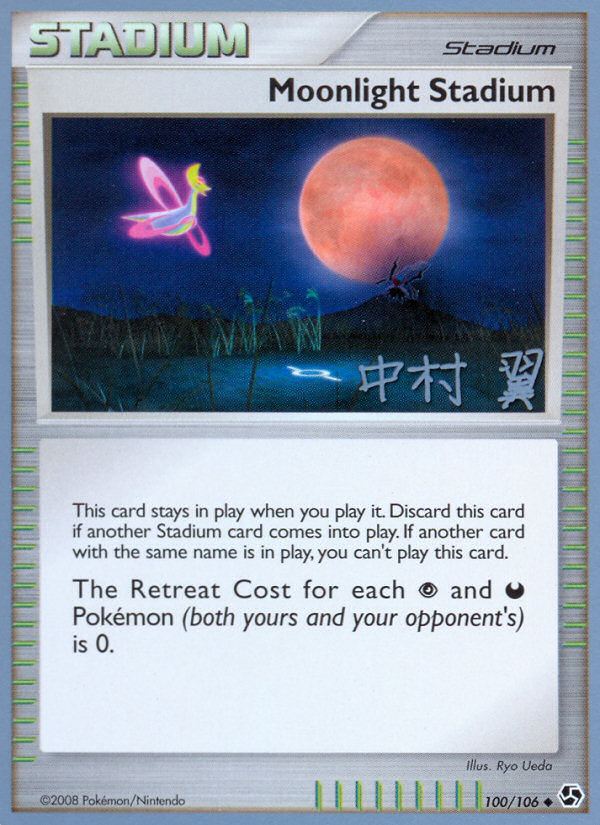 STADIUM
Stadium
Moonlight Stadium
中村 翼
This card stays in play when you play it. Discard this card
if another Stadium card comes into play. If another card
with the same name is in play, you can't play this card.
The Retreat Cost for each and
Pokémon (both yours and your opponent's)
is 0.
Illus. Ryo Ueda
©2008 Pokémon/Nintendo
100/106